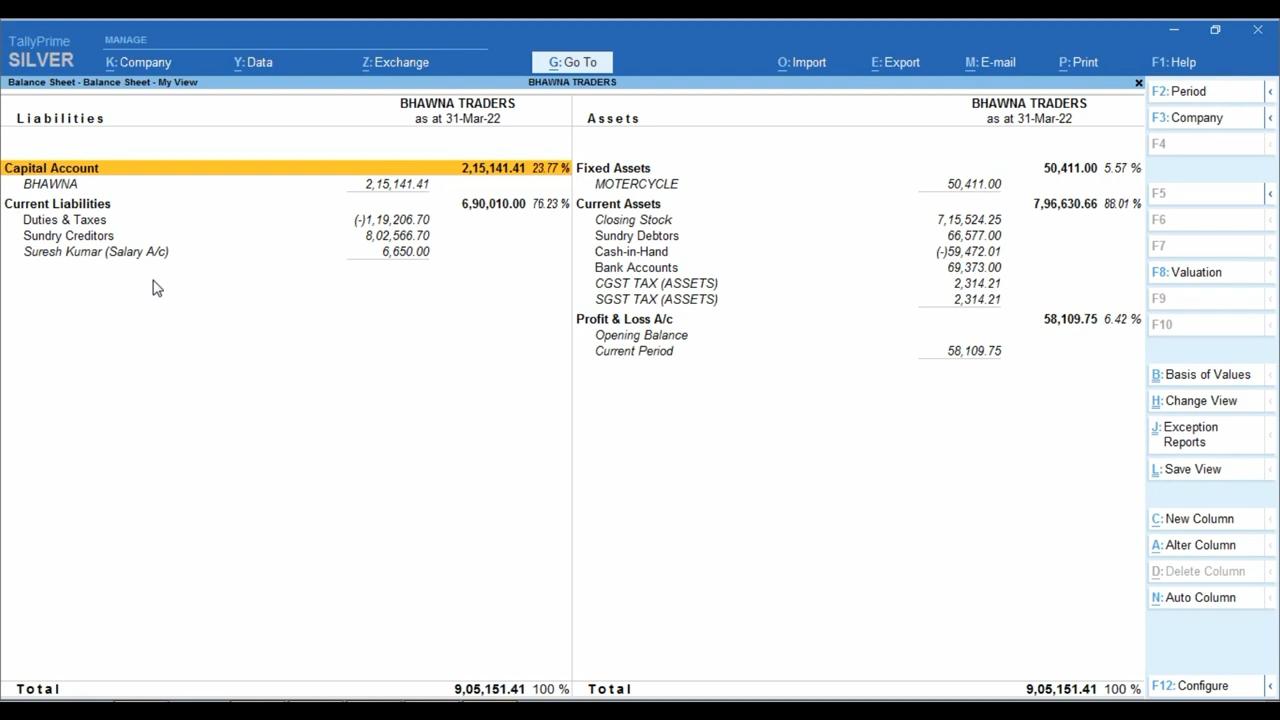 TallyPrime
SILVER
MANAGE
K: Company
Y: Data
Z: Exchange
G: Go To
O: Import
E: Export
M: E-mail
P: Print
F1: Help
Balance Sheet - Balance Sheet - My View
BHAWNA TRADERS
Liabilities
BHAWNA TRADERS
as at 31-Mar-22
Capital Account 2,15,141.41 23.77 %
BHAWNA 2,15,141.41
Current Liabilities 6,90,010.00 76.23 %
Duties & Taxes (-)1,19,206.70
Sundry Creditors 8,02,566.70
Suresh Kumar (Salary A/c) 6,650.00
Total 9,05,151.41 100 %
Assets
BHAWNA TRADERS
as at 31-Mar-22
Fixed Assets 50,411.00 5.57 %
MOTERCYCLE 50,411.00
Current Assets 7,96,630.66 88.01 %
Closing Stock 7,15,524.25
Sundry Debtors 66,577.00
Cash-in-Hand (-)59,472.01
Bank Accounts 69,373.00
CGST TAX (ASSETS) 2,314.21
SGST TAX (ASSETS) 2,314.21
Profit & Loss A/c 58,109.75 6.42 %
Opening Balance
Current Period 58,109.75
Total 9,05,151.41 100 %
F2: Period
F3: Company
F4
F5
F6
F7
F8: Valuation
F9
F10
B: Basis of Values
H: Change View
J: Exception
Reports
L: Save View
C: New Column
A: Alter Column
D: Delete Column
N: Auto Column
F12: Configure